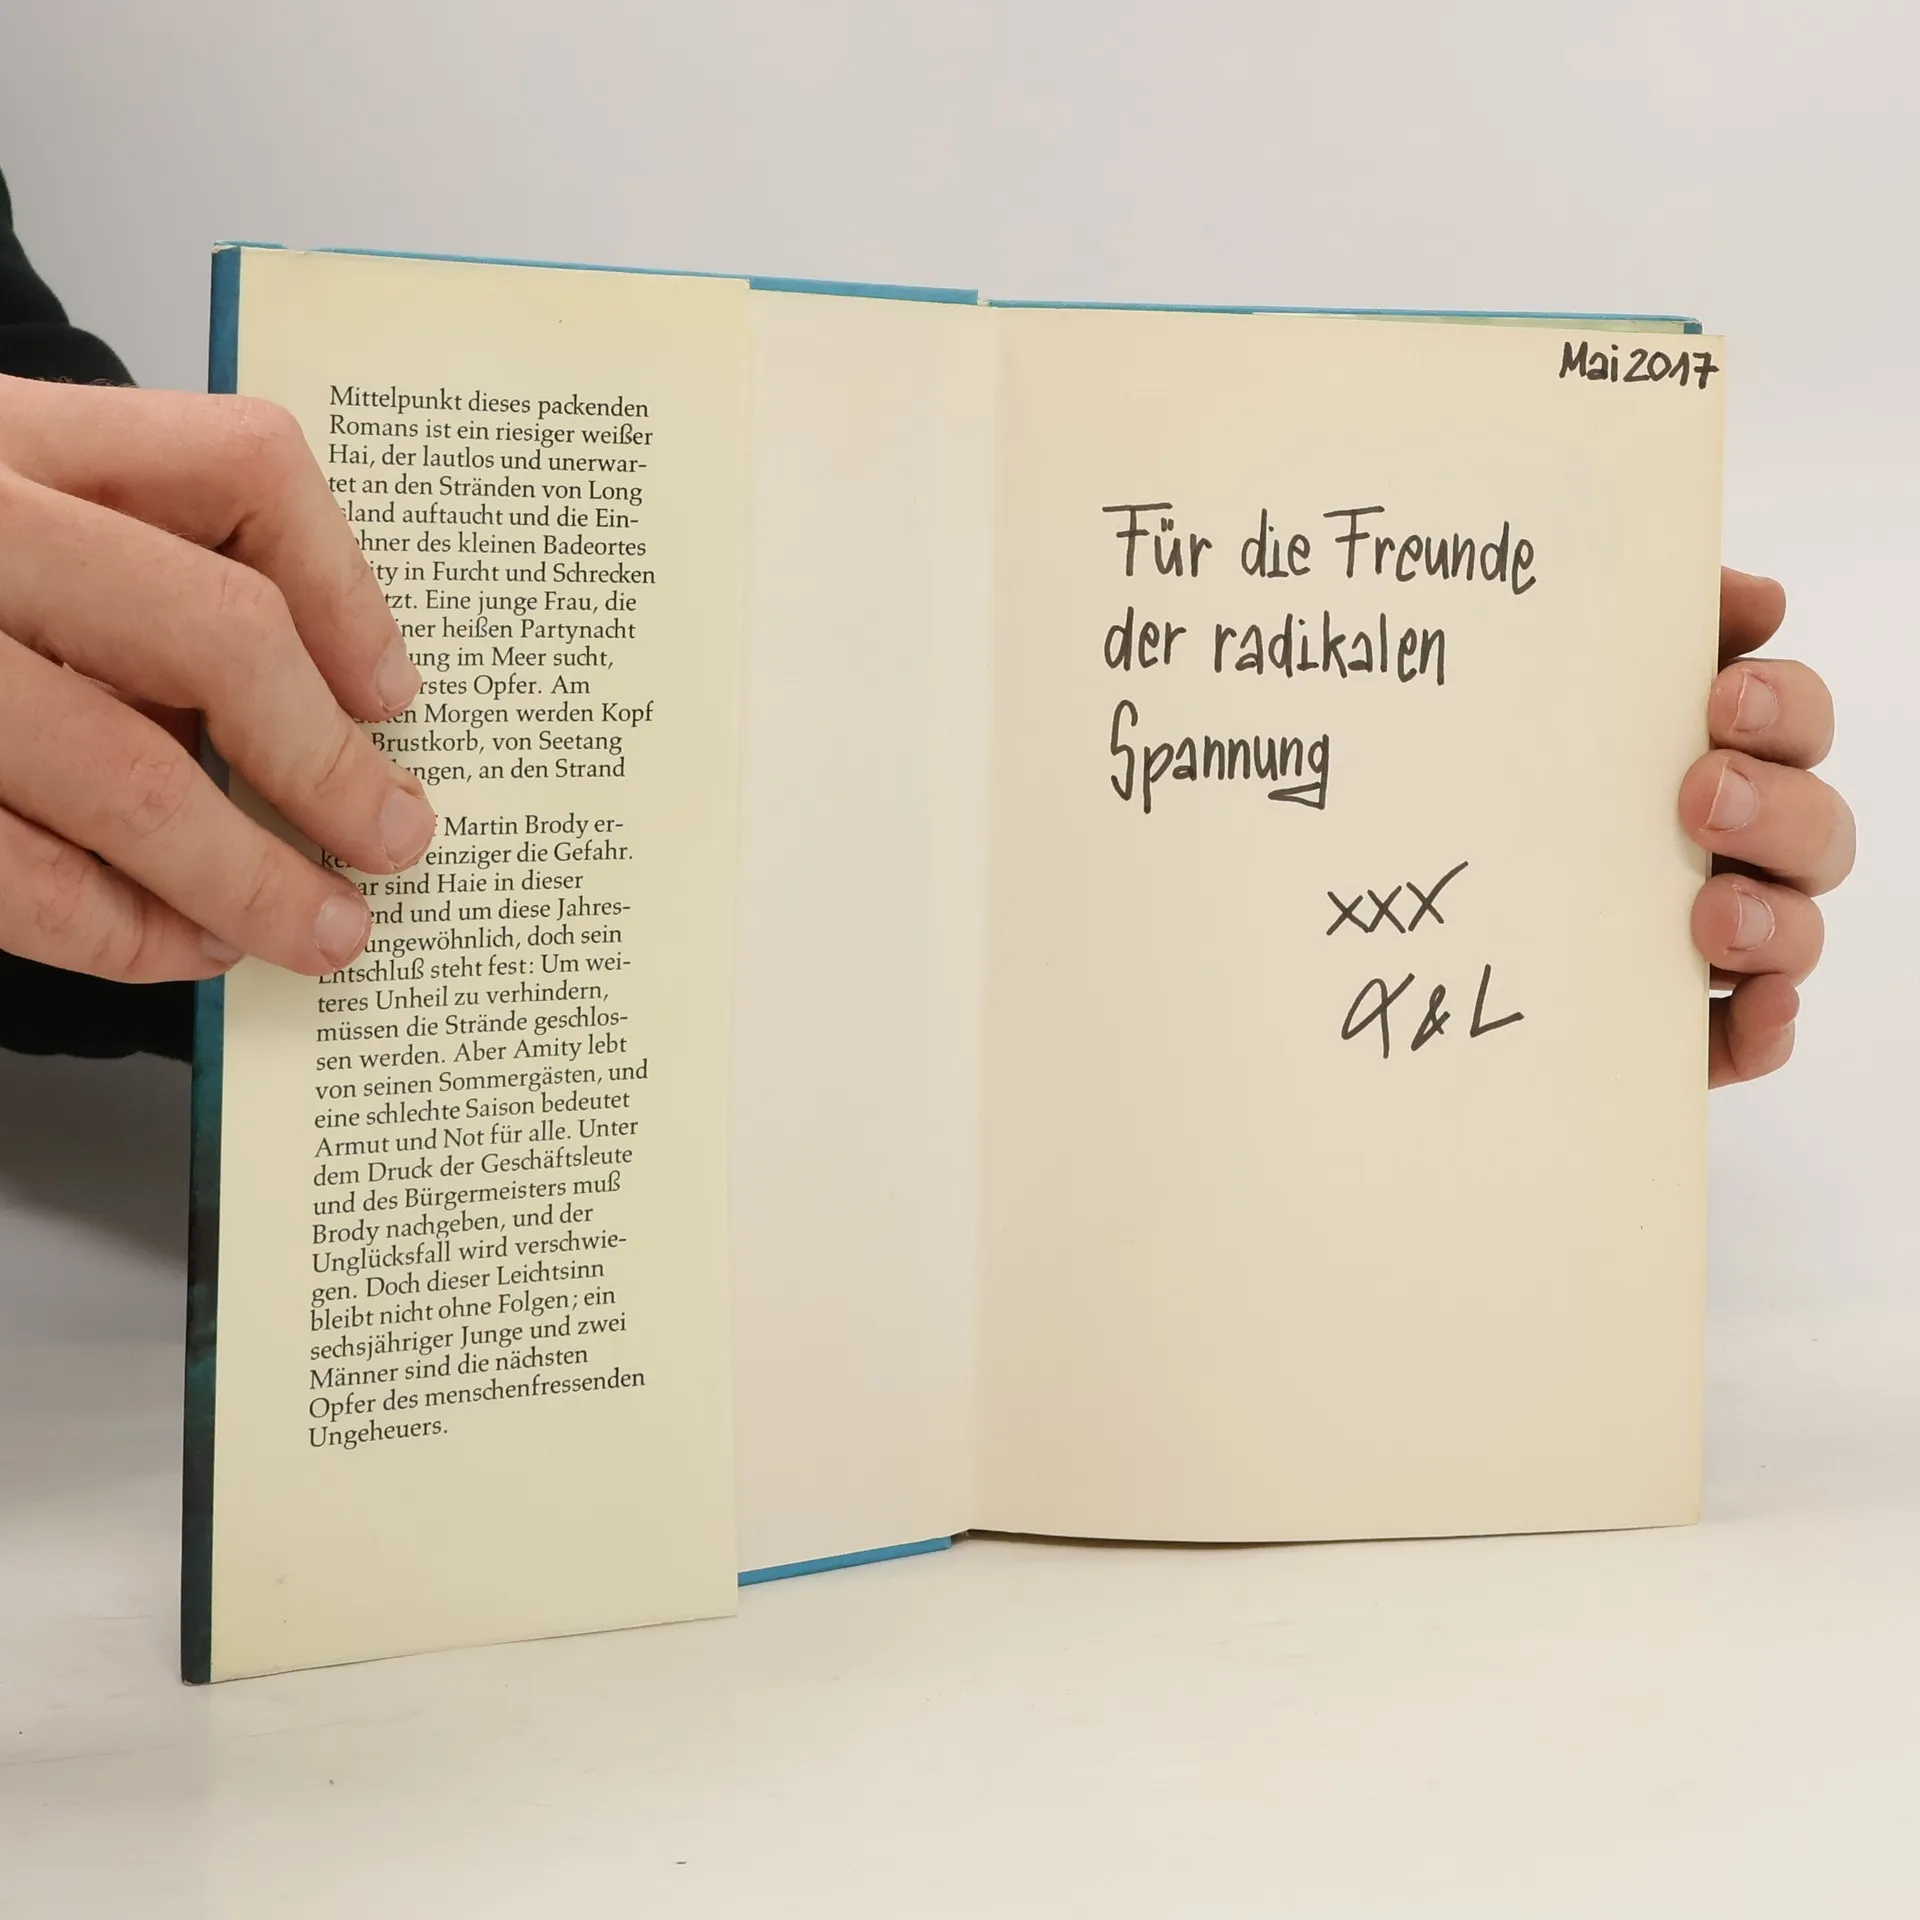 Mittelpunkt dieses packenden
Romans ist ein riesiger weißer
Hai, der lautlos und unerwar-
tet an den Stränden von Long
sland auftaucht und die Ein-
hner des kleinen Badeortes
ity in Furcht und Schrecken
tzt. Eine junge Frau, die
iner heißen Partynacht
ung im Meer sucht,
rstes Opfer. Am
en Morgen werden Kopf
Brustkorb, von Seetang
ngen, an den Strand
Martin Brody er-
einziger die Gefahr.
ar sind Haie in dieser
end und um diese Jahres-
ungewöhnlich, doch sein
Entschluß steht fest: Um wei-
teres Unheil zu verhindern,
müssen die Strände geschlos-
sen werden. Aber Amity lebt
von seinen Sommergästen, und
eine schlechte Saison bedeutet
Armut und Not für alle. Unter
dem Druck der Geschäftsleute
und des Bürgermeisters muß
Brody nachgeben, und der
Unglücksfall wird verschwie-
gen. Doch dieser Leichtsinn
bleibt nicht ohne Folgen; ein
sechsjähriger Junge und zwei
Männer sind die nächsten
Opfer des menschenfressenden
Ungeheuers.
Mai 2017
Für die Freunde
der radikalen
Spannung
xxx
& L